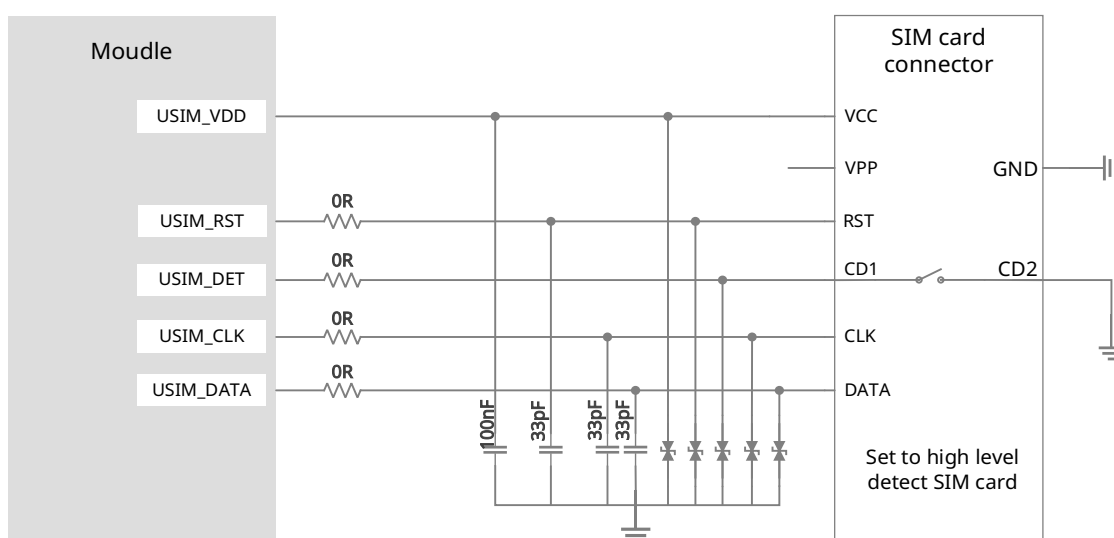 Moudle
SIM card
connector
USIM_VDD
VCC
VPP
GND
0R
USIM_RST
RST
0R
USIM_DET
CD1
CD2
0R
USIM_CLK
CLK
0R
USIM_DATA
DATA
100nF
33pF
33pF
33pF
Set to high level
detect SIM card